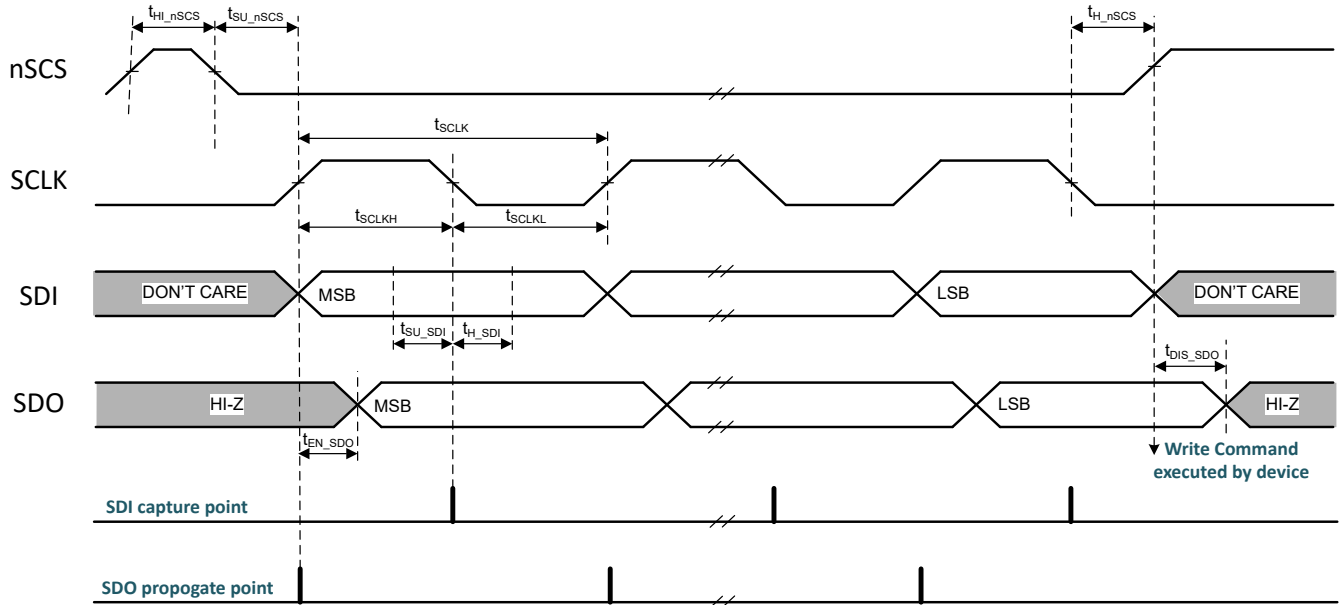 tHI_nSCS
tSU_nSCS
tH_nSCS
nSCS
tSCLK
SCLK
tSCLKH
tSCLKL
SDI
DON'T CARE
MSB
LSB
DON'T CARE
tSU_SDI
tH_SDI
tDIS_SDO
SDO
HI-Z
MSB
LSB
HI-Z
tEN_SDO
Write Command
executed by device
SDI capture point
SDO propogate point